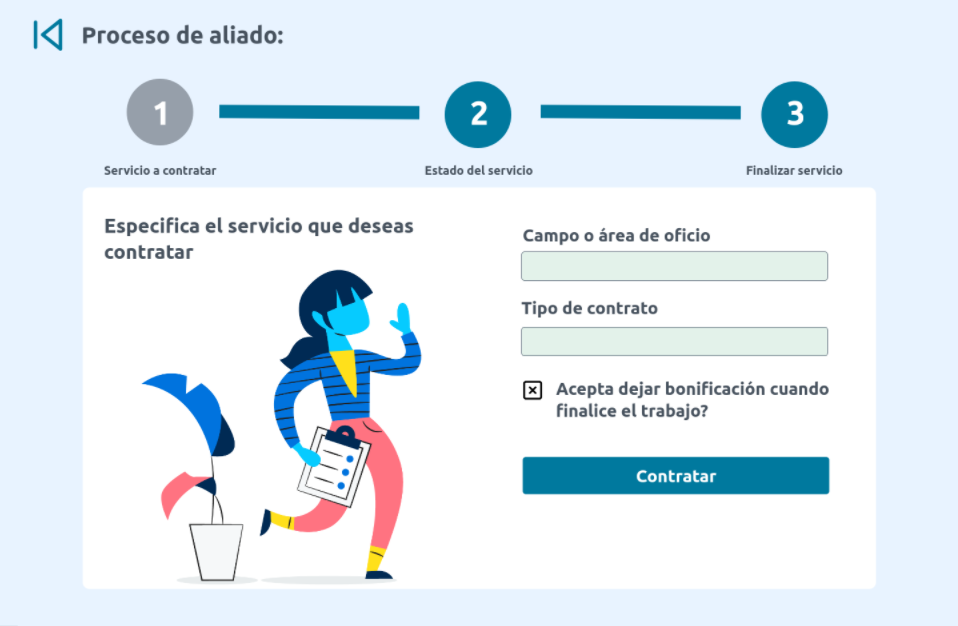 Proceso de aliado:
1
2
3
Servicio a contratar
Estado del servicio
Finalizar servicio
Especifica el servicio que deseas
contratar
Campo o área de oficio
Tipo de contrato
Acepta dejar bonificación cuando
finalice el trabajo?
Contratar